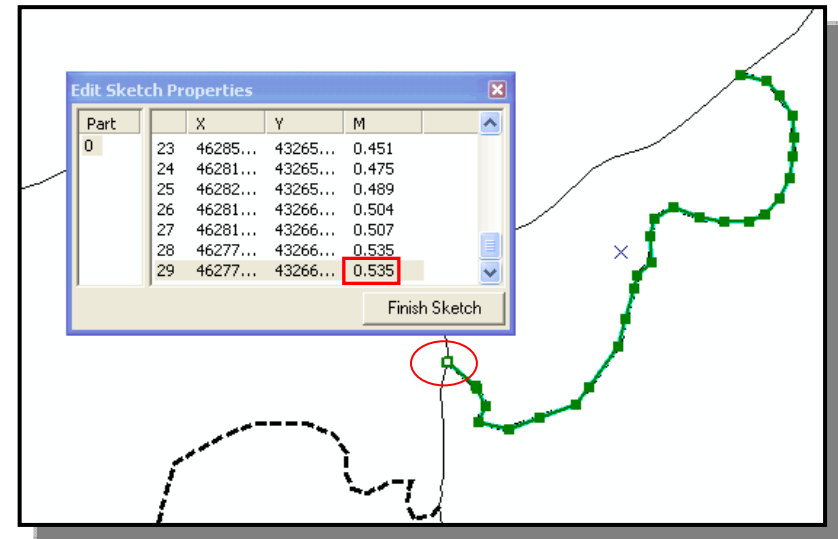 Edit Sketch Properties
Part X Y M
0
23 46285... 43265... 0.451
24 46281... 43265... 0.475
25 46282... 43265... 0.489
26 46281... 43266... 0.504
27 46281... 43266... 0.507
28 46277... 43266... 0.535
29 46277... 43266... 0.535
Finish Sketch